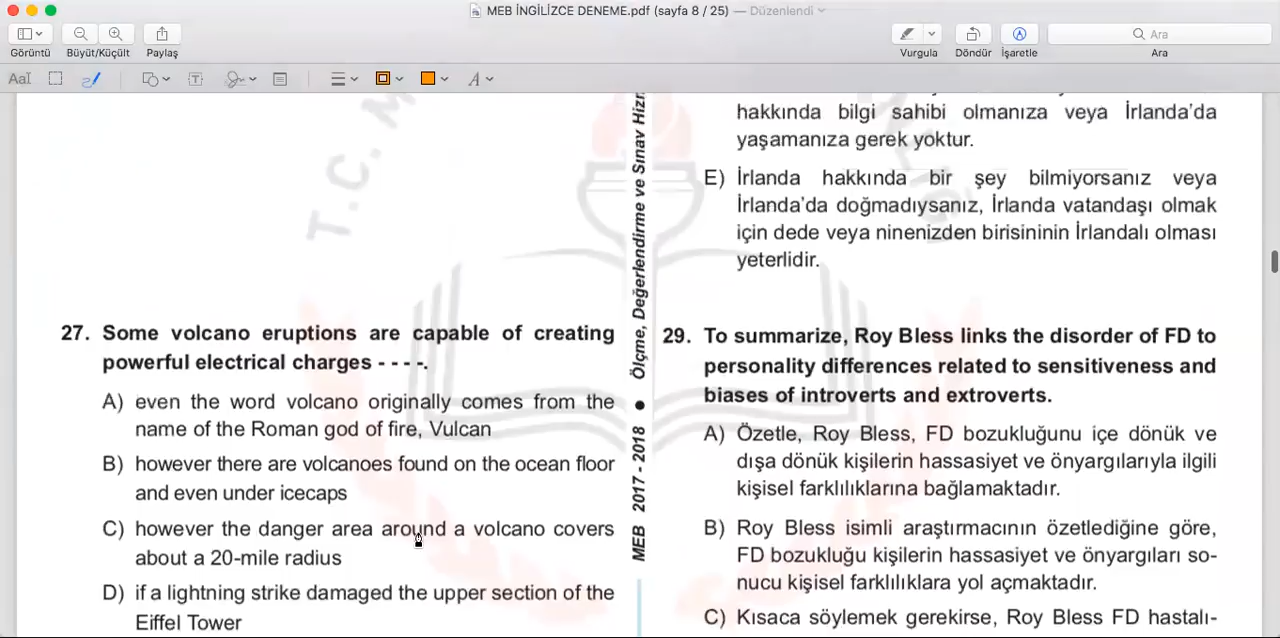 MEB İNGİLİZCE DENEME.pdf (sayfa 8 / 25) — Düzenlendi
Görüntü
Büyüt/Küçült
Paylaş
Vurgula
Döndür
İşaretle
Ara
Ara
AaI
T
A
T.C. M
LIĞI
27. Some volcano eruptions are capable of creating
powerful electrical charges - - - -.
A) even the word volcano originally comes from the
name of the Roman god of fire, Vulcan
B) however there are volcanoes found on the ocean floor
and even under icecaps
C) however the danger area around a volcano covers
about a 20-mile radius
D) if a lightning strike damaged the upper section of the
Eiffel Tower
MEB 2017 - 2018 ● Ölçme, Değerlendirme ve Sınav Hizm
hakkında bilgi sahibi olmanıza veya İrlanda'da
yaşamanıza gerek yoktur.
E) İrlanda hakkında bir şey bilmiyorsanız veya
İrlanda'da doğmadıysanız, İrlanda vatandaşı olmak
için dede veya ninenizden birisininin İrlandalı olması
yeterlidir.
29. To summarize, Roy Bless links the disorder of FD to
personality differences related to sensitiveness and
biases of introverts and extroverts.
A) Özetle, Roy Bless, FD bozukluğunu içe dönük ve
dışa dönük kişilerin hassasiyet ve önyargılarıyla ilgili
kişisel farklılıklarına bağlamaktadır.
B) Roy Bless isimli araştırmacının özetlediğine göre,
FD bozukluğu kişilerin hassasiyet ve önyargıları so-
nucu kişisel farklılıklara yol açmaktadır.
C) Kısaca söylemek gerekirse, Roy Bless FD hastalı-